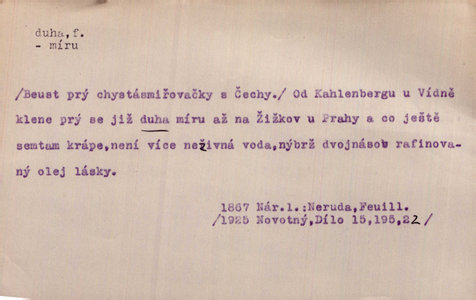 duha,f.
- míru
/Beust prý chystásmiřovačky s Čechy./ Od Kahlenbergu u Vídně
klene prý se již duha míru až na Žižkov u Prahy a co ještě
semtam krápe,není více neživná voda,nýbrž dvojnásob rafinova-
ný olej lásky.
1867 Nár.l.:Neruda,Feuill.
/1925 Novotný,Dílo 15,195,22/